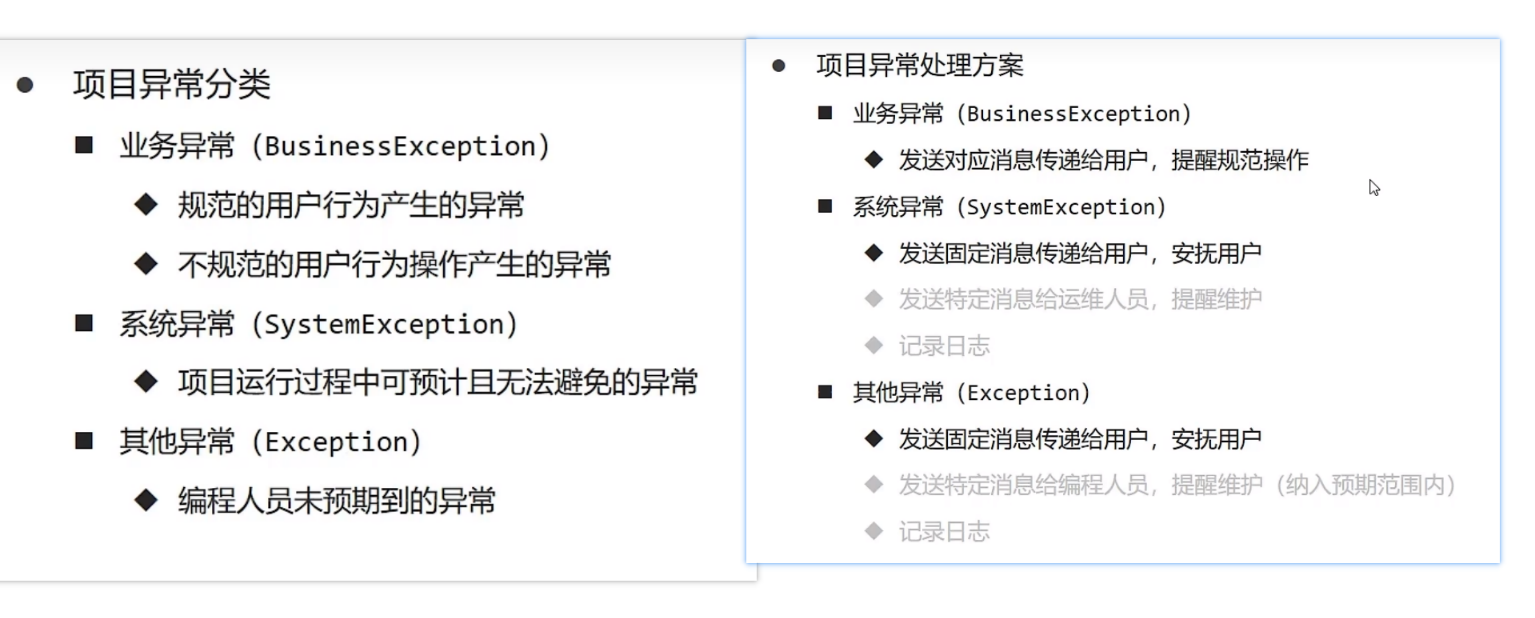 项目异常分类
业务异常（BusinessException）
规范的用户行为产生的异常
不规范的用户行为操作产生的异常
系统异常（SystemException）
项目运行过程中可预计且无法避免的异常
其他异常（Exception）
编程人员未预期到的异常
项目异常处理方案
业务异常（BusinessException）
发送对应消息传递给用户，提醒规范操作
系统异常（SystemException）
发送固定消息传递给用户，安抚用户
发送特定消息给运维人员，提醒维护
记录日志
其他异常（Exception）
发送固定消息传递给用户，安抚用户
发送特定消息给编程人员，提醒维护（纳入预期范围内）
记录日志